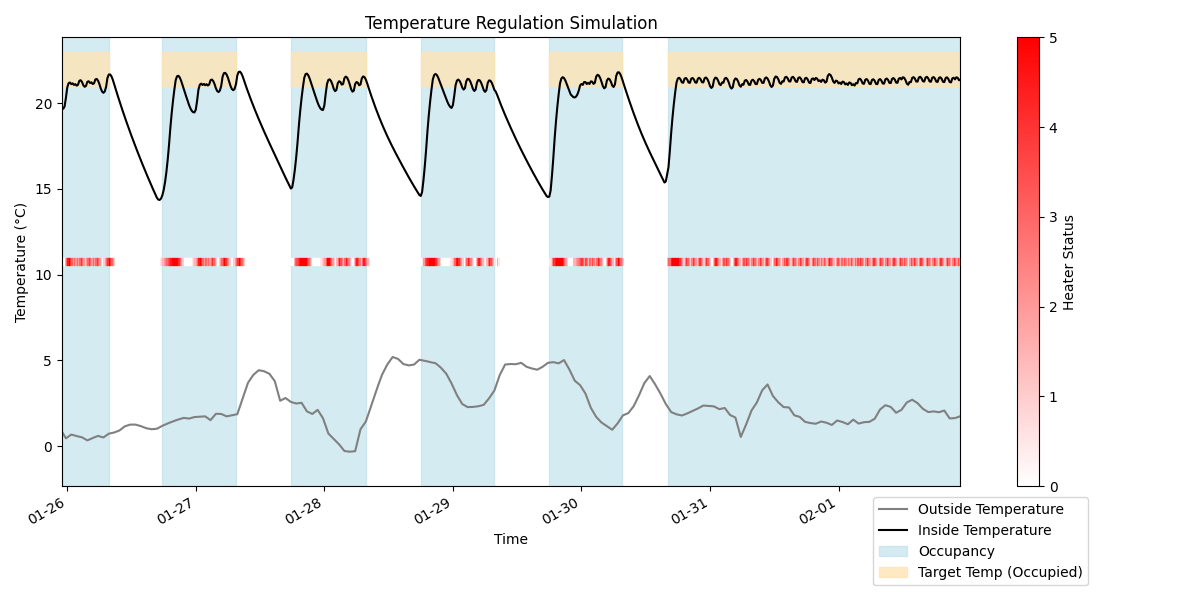 Temperature Regulation Simulation
Temperature (°C)
20
15
10
5
0
01-26
01-27
01-28
01-29
01-30
01-31
02-01
Time
5
4
3
2
1
0
Heater Status
Outside Temperature
Inside Temperature
Occupancy
Target Temp (Occupied)